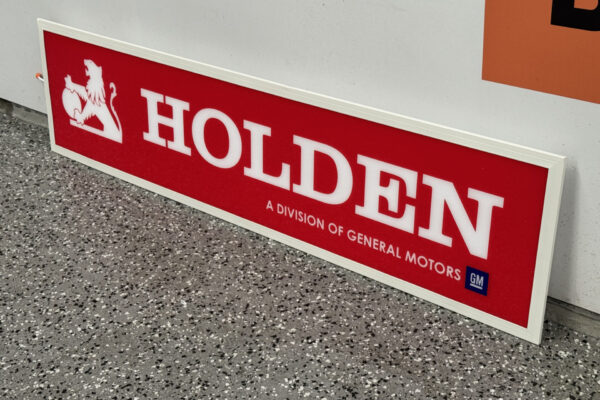 HOLDEN
A DIVISION OF GENERAL MOTORS
GM